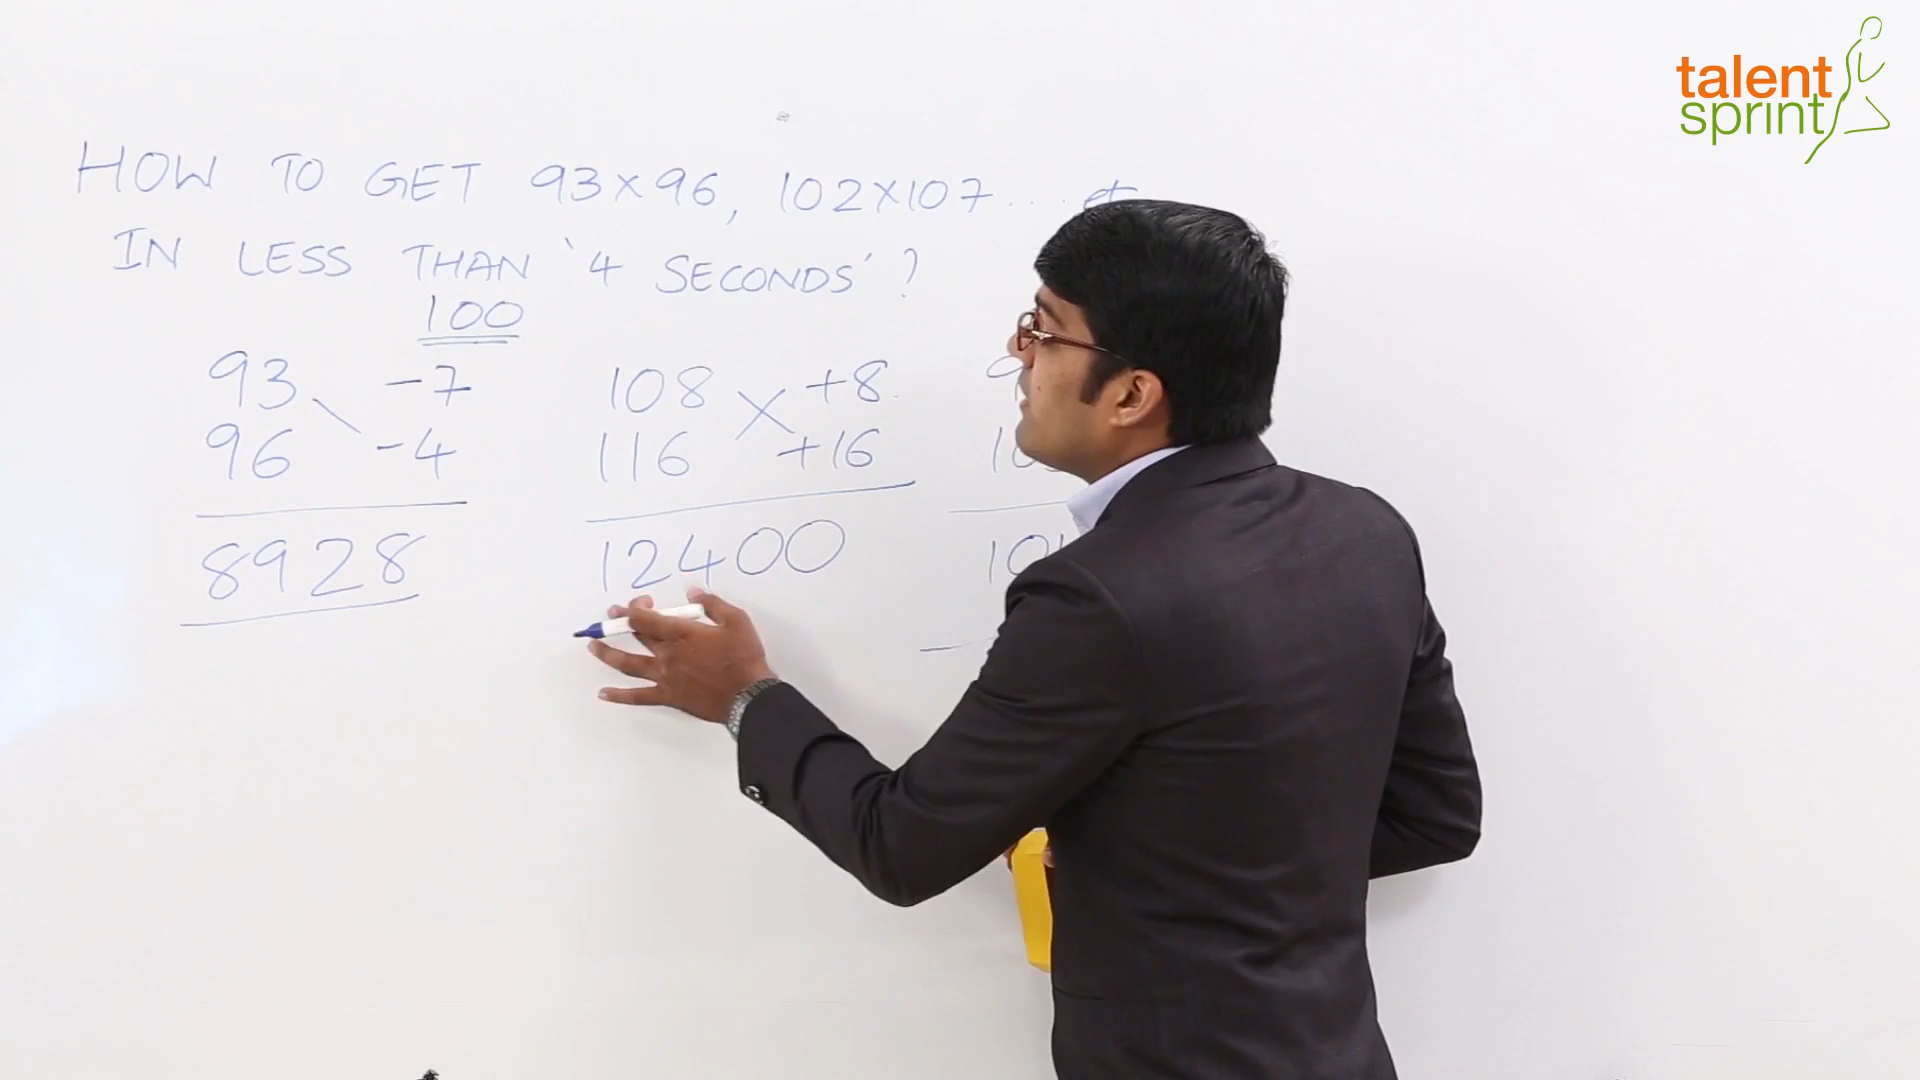 talent
sprint
HOW TO GET 93×96, 102×107....
IN LESS THAN '4 SECONDS'?
100
93 -7
96 -4
8928
108 +8
116 +16
12400